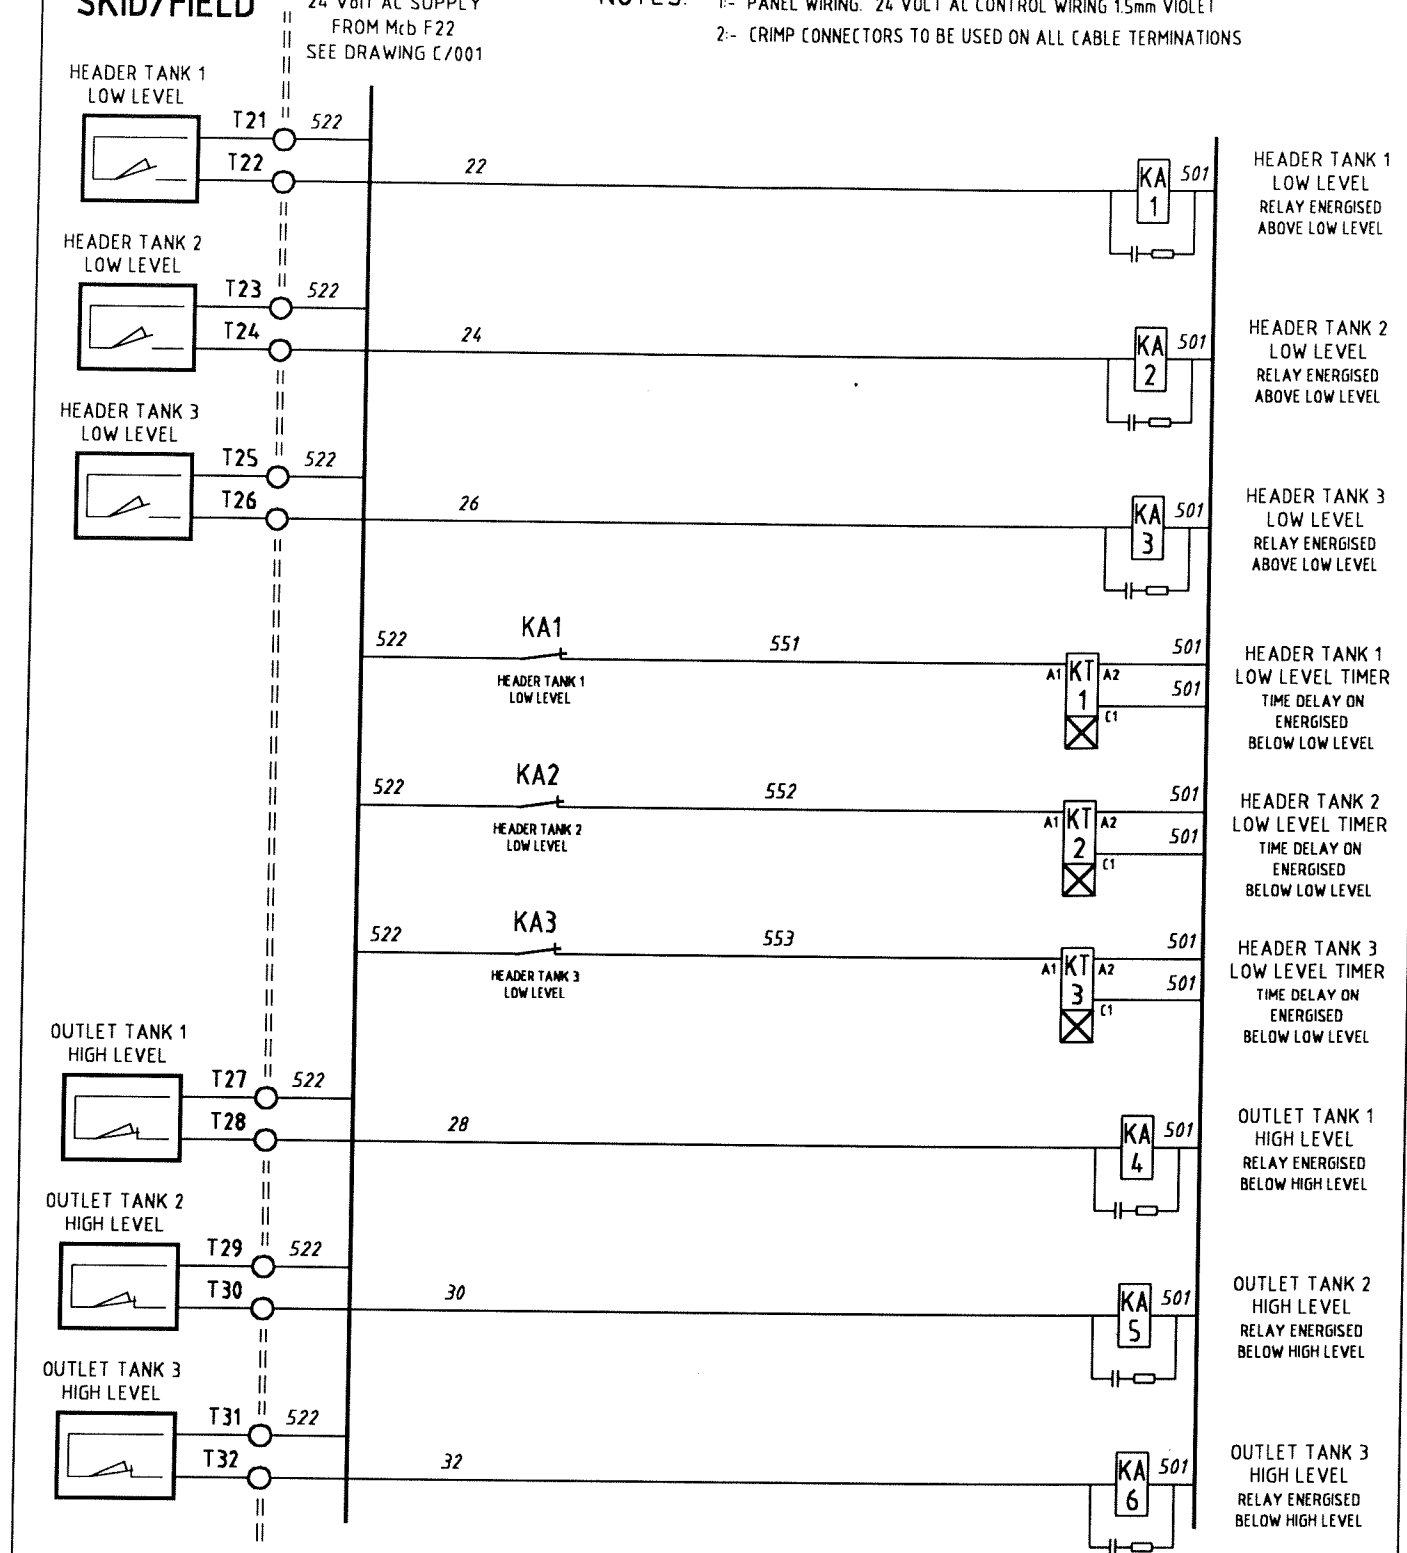 SKID/FIELD
24 Volt AC SUPPLY
FROM Mcb F22
SEE DRAWING C/001
NOTES:
1:- PANEL WIRING. 24 VOLT AC CONTROL WIRING 1.5mm VIOLET
2:- CRIMP CONNECTORS TO BE USED ON ALL CABLE TERMINATIONS
HEADER TANK 1
LOW LEVEL
T21
522
T22
22
KA
1
501
HEADER TANK 1
LOW LEVEL
RELAY ENERGISED
ABOVE LOW LEVEL
HEADER TANK 2
LOW LEVEL
T23
522
T24
24
KA
2
501
HEADER TANK 2
LOW LEVEL
RELAY ENERGISED
ABOVE LOW LEVEL
HEADER TANK 3
LOW LEVEL
T25
522
T26
26
KA
3
501
HEADER TANK 3
LOW LEVEL
RELAY ENERGISED
ABOVE LOW LEVEL
522
KA1
HEADER TANK 1
LOW LEVEL
551
A1
KT
1
A2
C1
501
501
HEADER TANK 1
LOW LEVEL TIMER
TIME DELAY ON
ENERGISED
BELOW LOW LEVEL
522
KA2
HEADER TANK 2
LOW LEVEL
552
A1
KT
2
A2
C1
501
501
HEADER TANK 2
LOW LEVEL TIMER
TIME DELAY ON
ENERGISED
BELOW LOW LEVEL
522
KA3
HEADER TANK 3
LOW LEVEL
553
A1
KT
3
A2
C1
501
501
HEADER TANK 3
LOW LEVEL TIMER
TIME DELAY ON
ENERGISED
BELOW LOW LEVEL
OUTLET TANK 1
HIGH LEVEL
T27
522
T28
28
KA
4
501
OUTLET TANK 1
HIGH LEVEL
RELAY ENERGISED
BELOW HIGH LEVEL
OUTLET TANK 2
HIGH LEVEL
T29
522
T30
30
KA
5
501
OUTLET TANK 2
HIGH LEVEL
RELAY ENERGISED
BELOW HIGH LEVEL
OUTLET TANK 3
HIGH LEVEL
T31
522
T32
32
KA
6
501
OUTLET TANK 3
HIGH LEVEL
RELAY ENERGISED
BELOW HIGH LEVEL